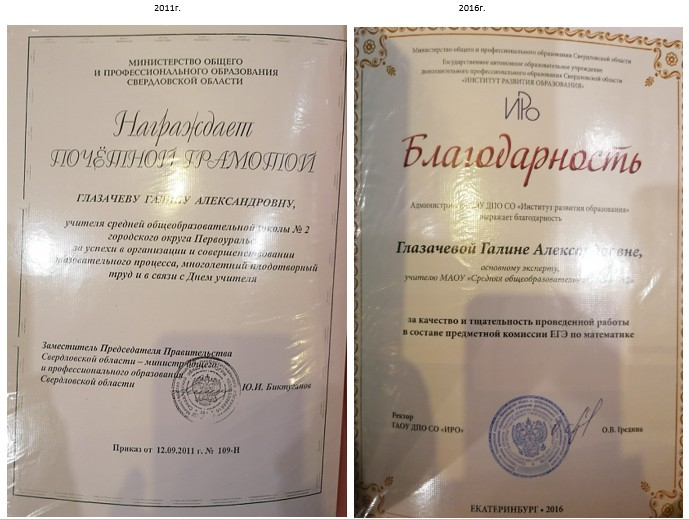 2011г.
МИНИСТЕРСТВО ОБЩЕГО
И ПРОФЕССИОНАЛЬНОГО ОБРАЗОВАНИЯ
СВЕРДЛОВСКОЙ ОБЛАСТИ
Награждает
ПОЧЁТНОЙ ГРАМОТОЙ
ГЛАЗАЧЕВУ ГАЛИНУ АЛЕКСАНДРОВНУ,
учителя средней общеобразовательной школы № 2
городского округа Первоуральск
за успехи в организации и совершенствовании
образовательного процесса, многолетний плодотворный
труд и в связи с Днем учителя
Заместитель Председателя Правительства
Свердловской области – министр общего
и профессионального образования
Свердловской области
Ю.И. Биктуганов
Приказ от 12.09.2011 г. № 109-Н
2016г.
Министерство общего и профессионального образования Свердловской области
Государственное автономное образовательное учреждение
дополнительного профессионального образования Свердловской области
«ИНСТИТУТ РАЗВИТИЯ ОБРАЗОВАНИЯ»
ИРО
Благодарность
ДПО СО «Институт развития образования»
выражает благодарность
Глазачевой Галине Александровне,
основному эксперту,
учителю МАОУ «Средняя
за качество и тщательность проведенной работы
в составе предметной комиссии ЕГЭ по математике
Ректор
ГАОУ ДПО СО «ИРО»
О.В. Гредина
ЕКАТЕРИНБУРГ • 2016